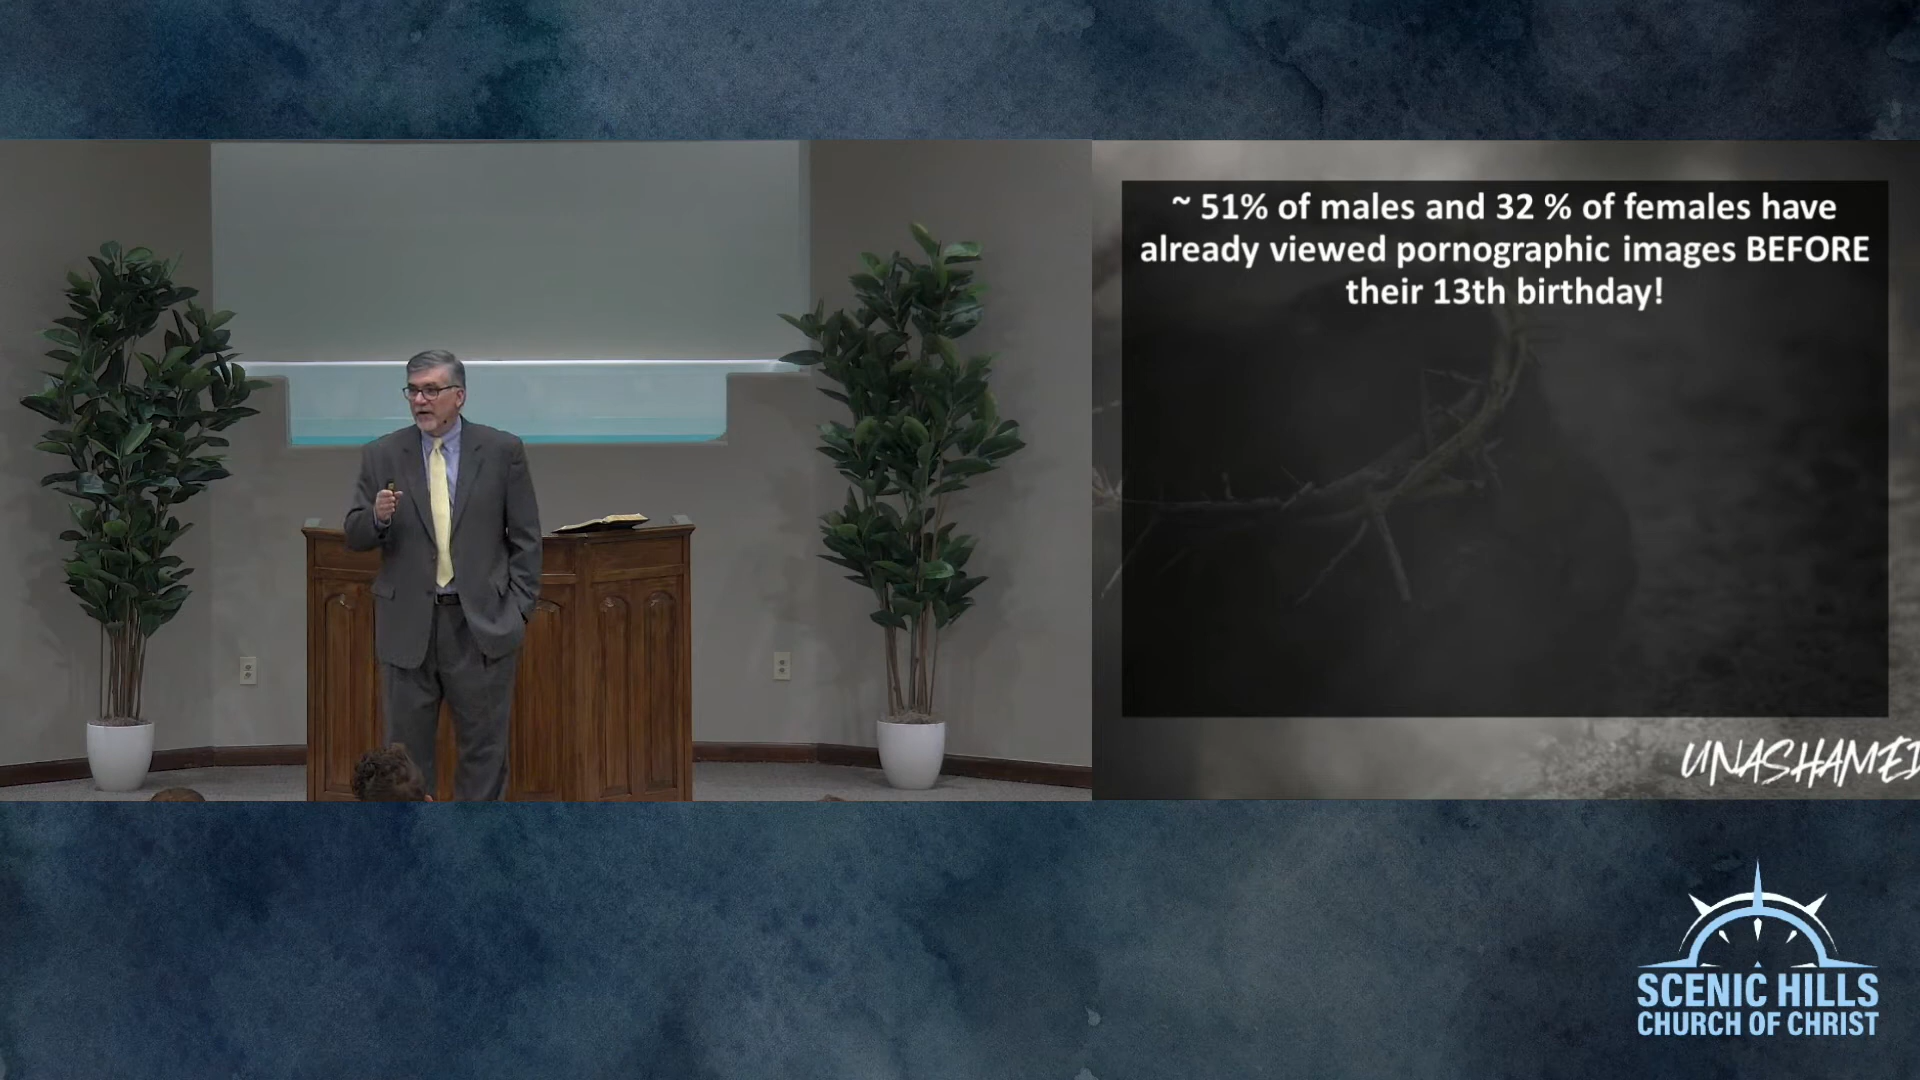 ~ 51% of males and 32 % of females have
already viewed pornographic images BEFORE
their 13th birthday!
UNASHAMED
SCENIC HILLS
CHURCH OF CHRIST